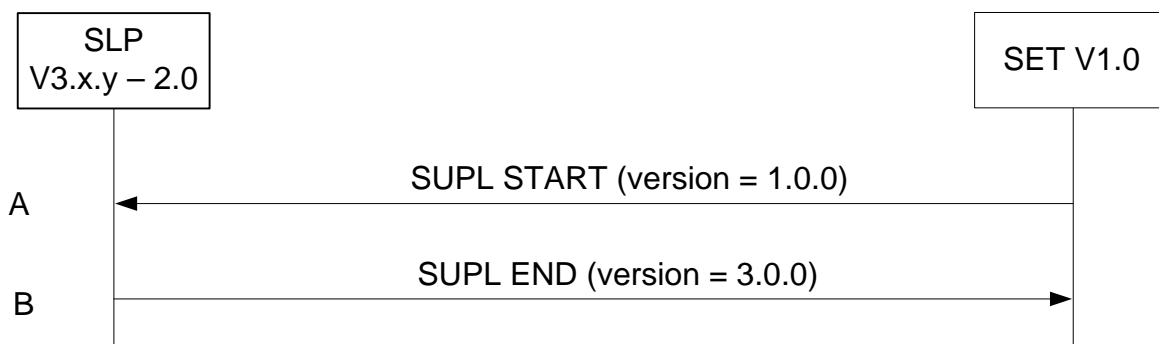 SLP
V3.x.y – 2.0
SET V1.0
SUPL START (version = 1.0.0)
A
SUPL END (version = 3.0.0)
B